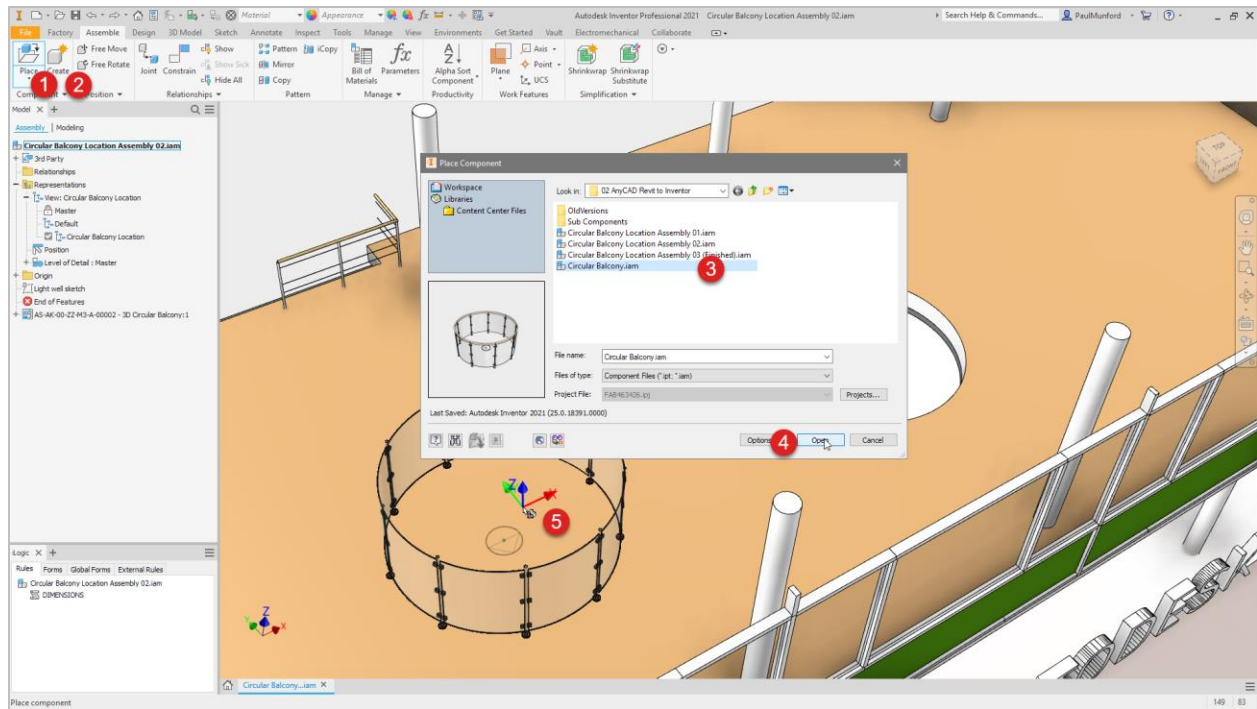 Material
Appearance
Autodesk Inventor Professional 2021 Circular Balcony Location Assembly 02.iam
Search Help & Commands...
PaulMunford
File Factory Assemble Design 3D Model Sketch Annotate Inspect Tools Manage View Environments Get Started Vault Electromechanical Collaborate
Free Move
Free Rotate
Show
Show Sick
Hide All
Pattern iCopy
Mirror
Copy
Axis
Point
UCS
Place Create
Joint Constrain
Bill of Materials
fx
Parameters
Alpha Sort Component
Plane
Shrinkwrap
Shrinkwrap Substitute
1
2
Relationships
Pattern
Manage
Productivity
Work Features
Simplification
Model
Assembly | Modeling
Circular Balcony Location Assembly 02.iam
3rd Party
Relationships
Representations
View: Circular Balcony Location
Master
Default
Circular Balcony Location
Position
Level of Detail : Master
Origin
Light well sketch
End of Features
AS-AK-00-ZZ-M3-A-00002 - 3D Circular Balcony:1
TOP
FRONT
Place Component
Workspace
Libraries
Content Center Files
Look in: 02 AnyCAD Revit to Inventor
OldVersions
Sub Components
Circular Balcony Location Assembly 01.iam
Circular Balcony Location Assembly 02.iam
Circular Balcony Location Assembly 03 (Finished).iam
Circular Balcony.iam
3
File name: Circular Balcony.iam
Files of type: Component Files (*.ipt; *.iam)
Project File: FAB463426.ipj
Projects...
Last Saved: Autodesk Inventor 2021 (25.0.18391.0000)
4
Open
Cancel
Z
X
5
Logic
Rules Forms Global Forms External Rules
Circular Balcony Location Assembly 02.iam
DIMENSIONS
Z
Y
X
Circular Balcony...iam
Place component
149 83